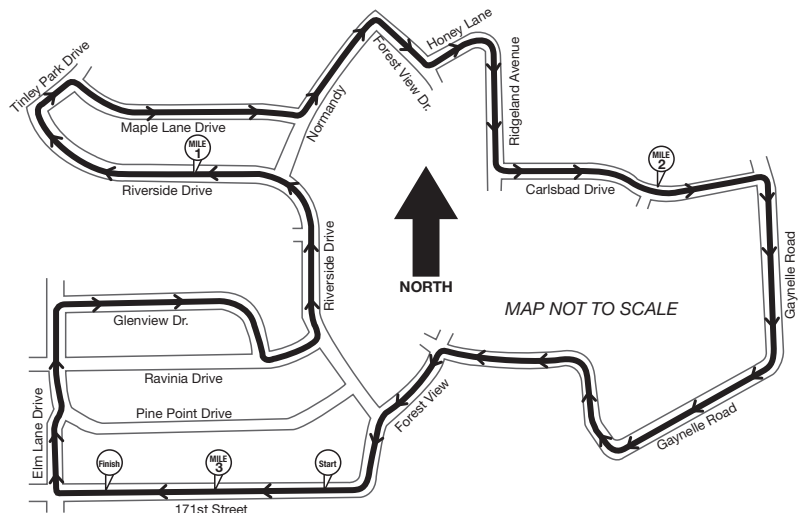 Honey Lane
Tinley Park Drive
Forest View Dr.
Ridgeland Avenue
Normandy
Maple Lane Drive
MILE
1
MILE
2
Riverside Drive
Carlsbad Drive
Riverside Drive
Gaynelle Road
NORTH
MAP NOT TO SCALE
Glenview Dr.
Ravinia Drive
Forest View
Pine Point Drive
Gaynelle Road
Elm Lane Drive
Finish
MILE
3
Start
171st Street